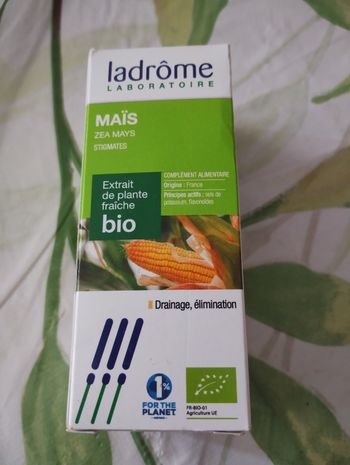 ladrôme
LABORATOIRE
MAÏS
ZEA MAYS
STIGMATES
Extrait
de plante
fraîche
bio
COMPLÉMENT ALIMENTAIRE
Origine : France
Principes actifs : sels de
potassium, flavonoïdes
Drainage, élimination
1%
FOR THE
PLANET
FR-BIO-01
Agriculture UE